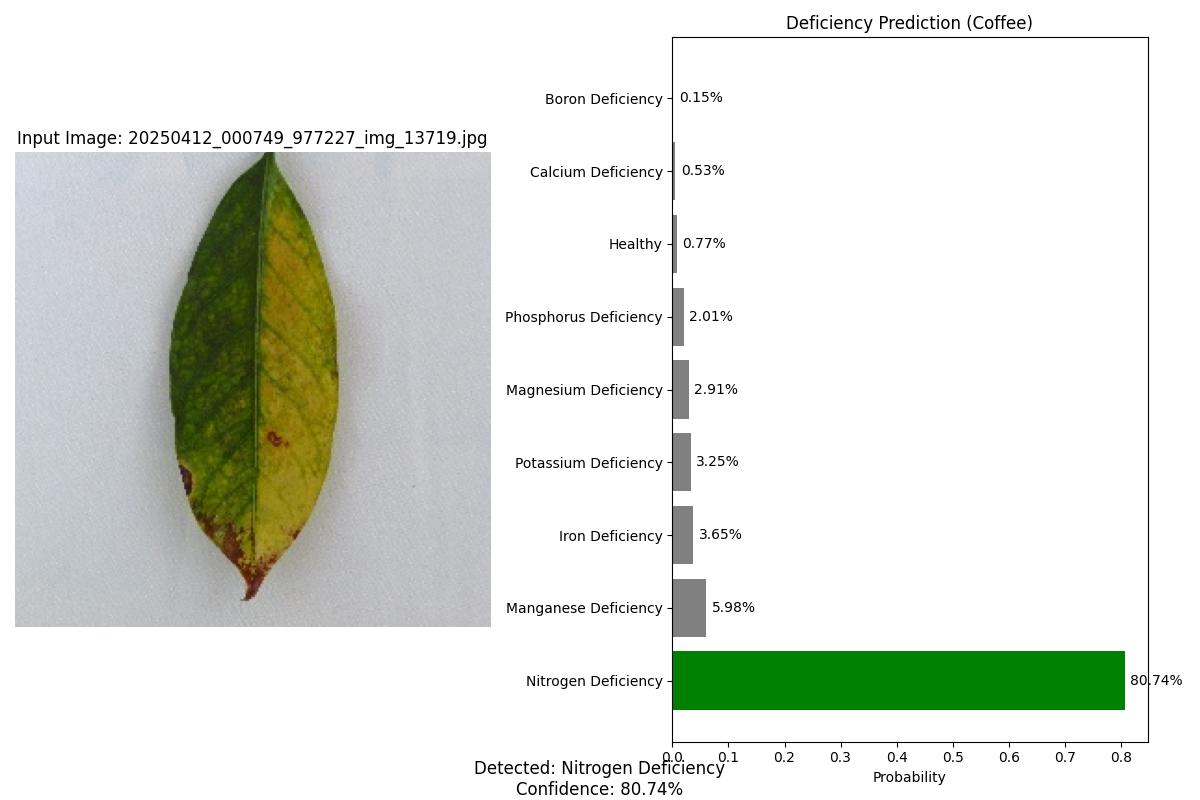 Input Image: 20250412_000749_977227_img_13719.jpg
Deficiency Prediction (Coffee)
Boron Deficiency 0.15%
Calcium Deficiency 0.53%
Healthy 0.77%
Phosphorus Deficiency 2.01%
Magnesium Deficiency 2.91%
Potassium Deficiency 3.25%
Iron Deficiency 3.65%
Manganese Deficiency 5.98%
Nitrogen Deficiency 80.74%
0.0 0.1 0.2 0.3 0.4 0.5 0.6 0.7 0.8
Probability
Detected: Nitrogen Deficiency
Confidence: 80.74%